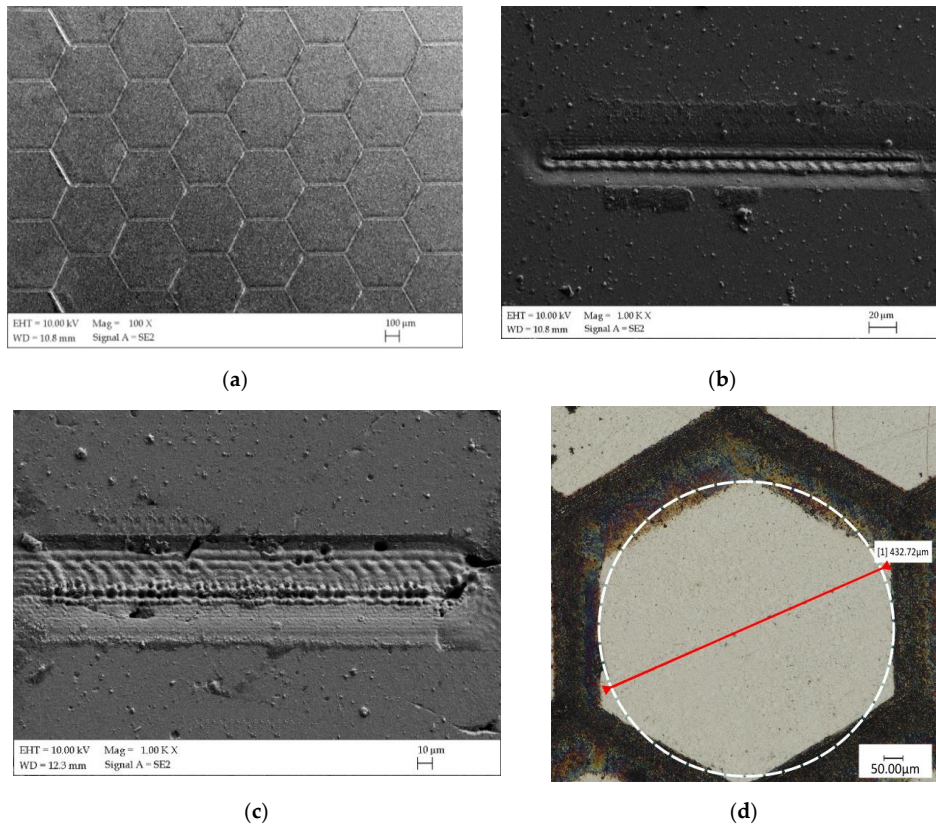 EHT = 10.00 kV Mag = 100 X 100 µm
WD = 10.8 mm Signal A = SE2
(a)
EHT = 10.00 kV Mag = 1.00 K X 20 µm
WD = 10.8 mm Signal A = SE2
(b)
EHT = 10.00 kV Mag = 1.00 K X 10 µm
WD = 12.3 mm Signal A = SE2
(c)
[1] 432.72µm
50.00µm
(d)